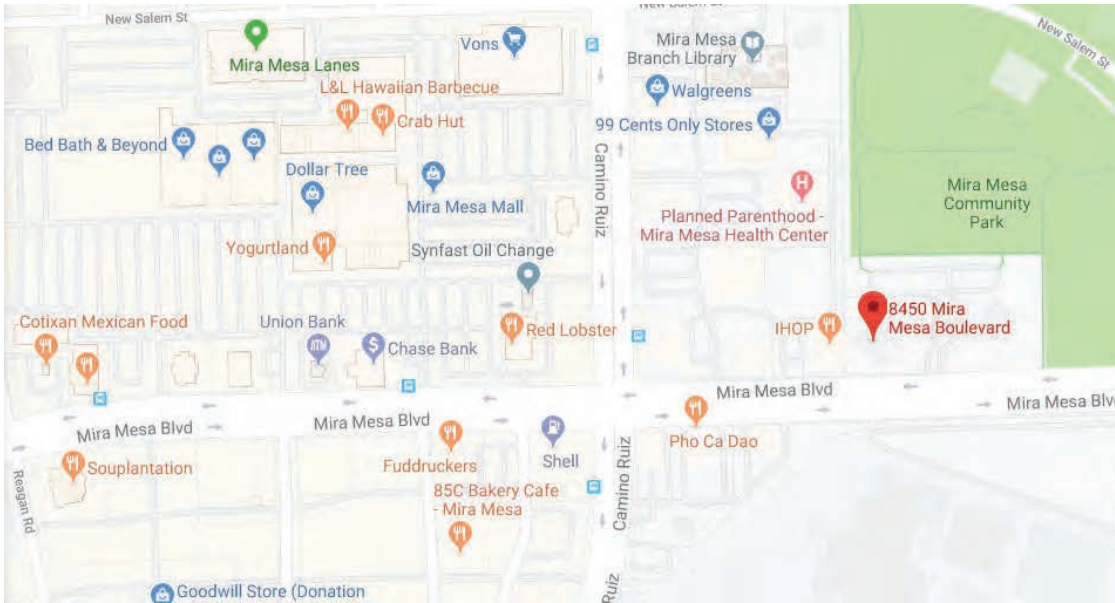 New Salem St
New Salem St
New Salem St
Mira Mesa Lanes
Vons
Mira Mesa
Branch Library
L&L Hawaiian Barbecue
Walgreens
Crab Hut
99 Cents Only Stores
Bed Bath & Beyond
Dollar Tree
Mira Mesa Mall
Camino Ruiz
Mira Mesa
Community
Park
Planned Parenthood -
Mira Mesa Health Center
Yogurtland
Synfast Oil Change
Cotixan Mexican Food
Union Bank
ATM
$
Chase Bank
Red Lobster
IHOP
8450 Mira
Mesa Boulevard
H
Mira Mesa Blvd
Mira Mesa Blvd
Mira Mesa Blvd
Mira Mesa Blvd
Souplantation
Fuddruckers
Shell
Pho Ca Dao
Reagan Rd
85C Bakery Cafe
- Mira Mesa
Camino Ruiz
Goodwill Store (Donation
Ruiz